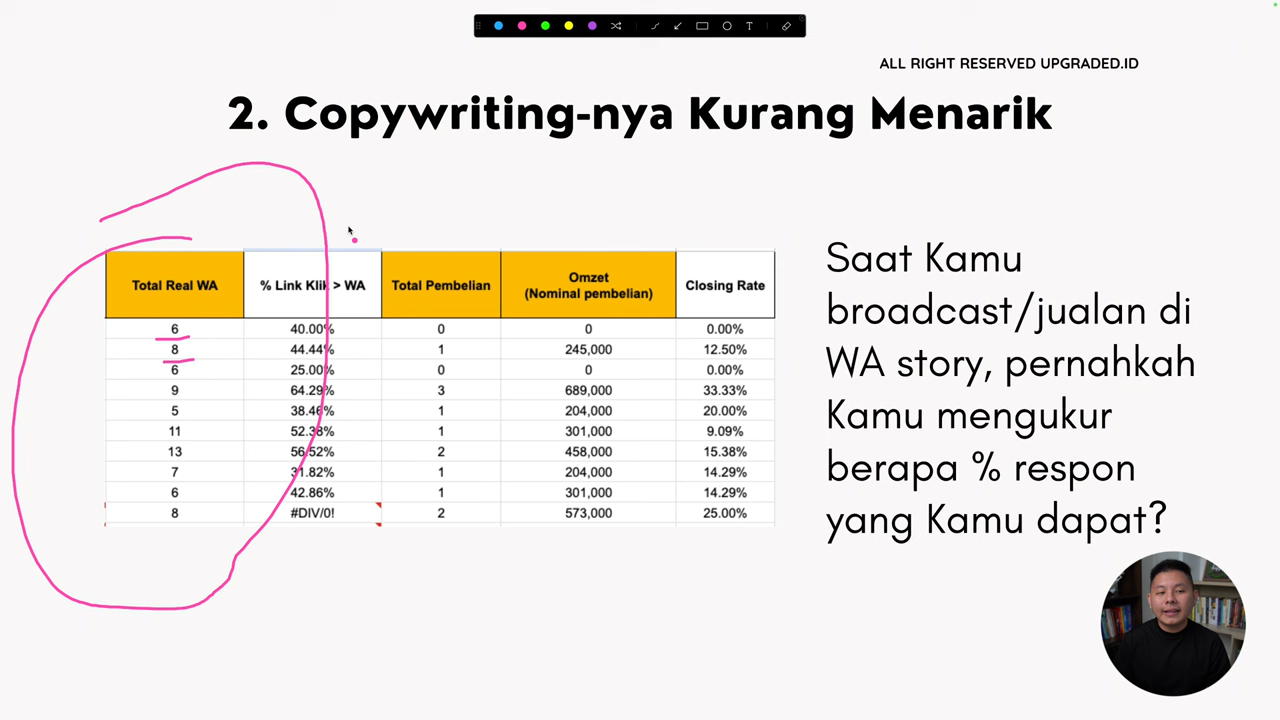 T
ALL RIGHT RESERVED UPGRADED.ID
2. Copywriting-nya Kurang Menarik
Total Real WA % Link Klik > WA Total Pembelian Omzet (Nominal pembelian) Closing Rate
6 40.00% 0 0 0.00%
8 44.44% 1 245,000 12.50%
6 25.00% 0 0 0.00%
9 64.29% 3 689,000 33.33%
5 38.46% 1 204,000 20.00%
11 52.38% 1 301,000 9.09%
13 56.52% 2 458,000 15.38%
7 31.82% 1 204,000 14.29%
6 42.86% 1 301,000 14.29%
8 #DIV/0! 2 573,000 25.00%
Saat Kamu
broadcast/jualan di
WA story, pernahkah
Kamu mengukur
berapa % respon
yang Kamu dapat?